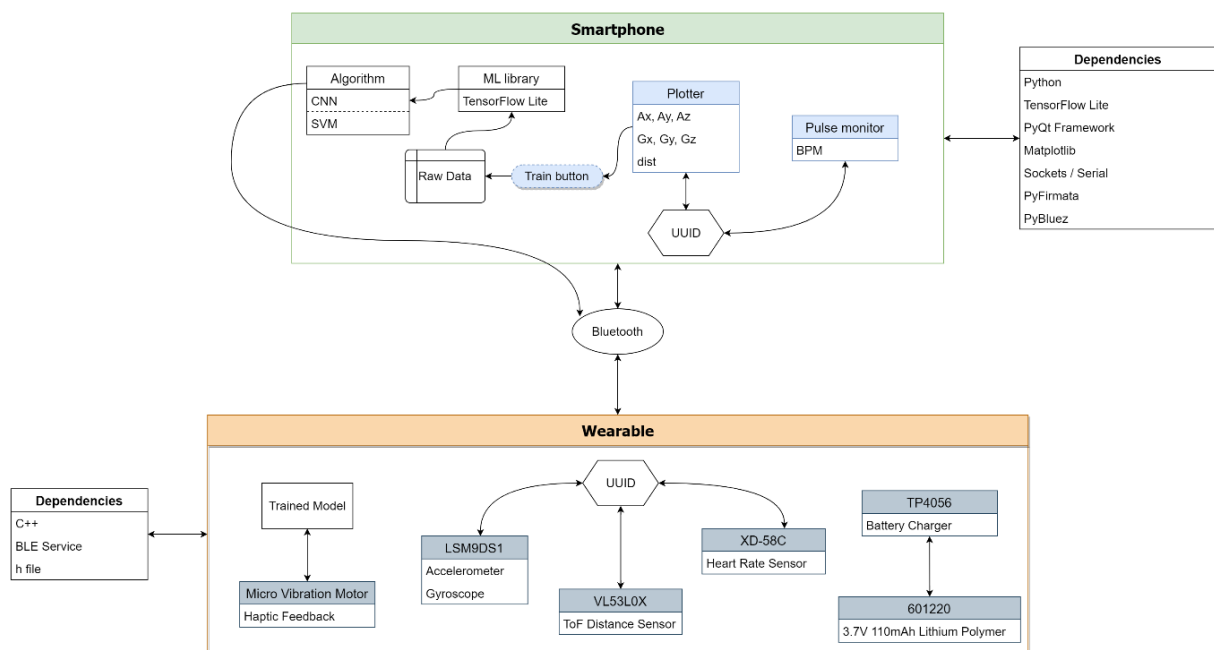 Smartphone
Algorithm
CNN
SVM
ML library
TensorFlow Lite
Raw Data
Train button
Plotter
Ax, Ay, Az
Gx, Gy, Gz
dist
Pulse monitor
BPM
UUID
Dependencies
Python
TensorFlow Lite
PyQt Framework
Matplotlib
Sockets / Serial
PyFirmata
PyBluez
Bluetooth
Wearable
Dependencies
C++
BLE Service
h file
Trained Model
Micro Vibration Motor
Haptic Feedback
UUID
LSM9DS1
Accelerometer
Gyroscope
VL53L0X
ToF Distance Sensor
XD-58C
Heart Rate Sensor
TP4056
Battery Charger
601220
3.7V 110mAh Lithium Polymer